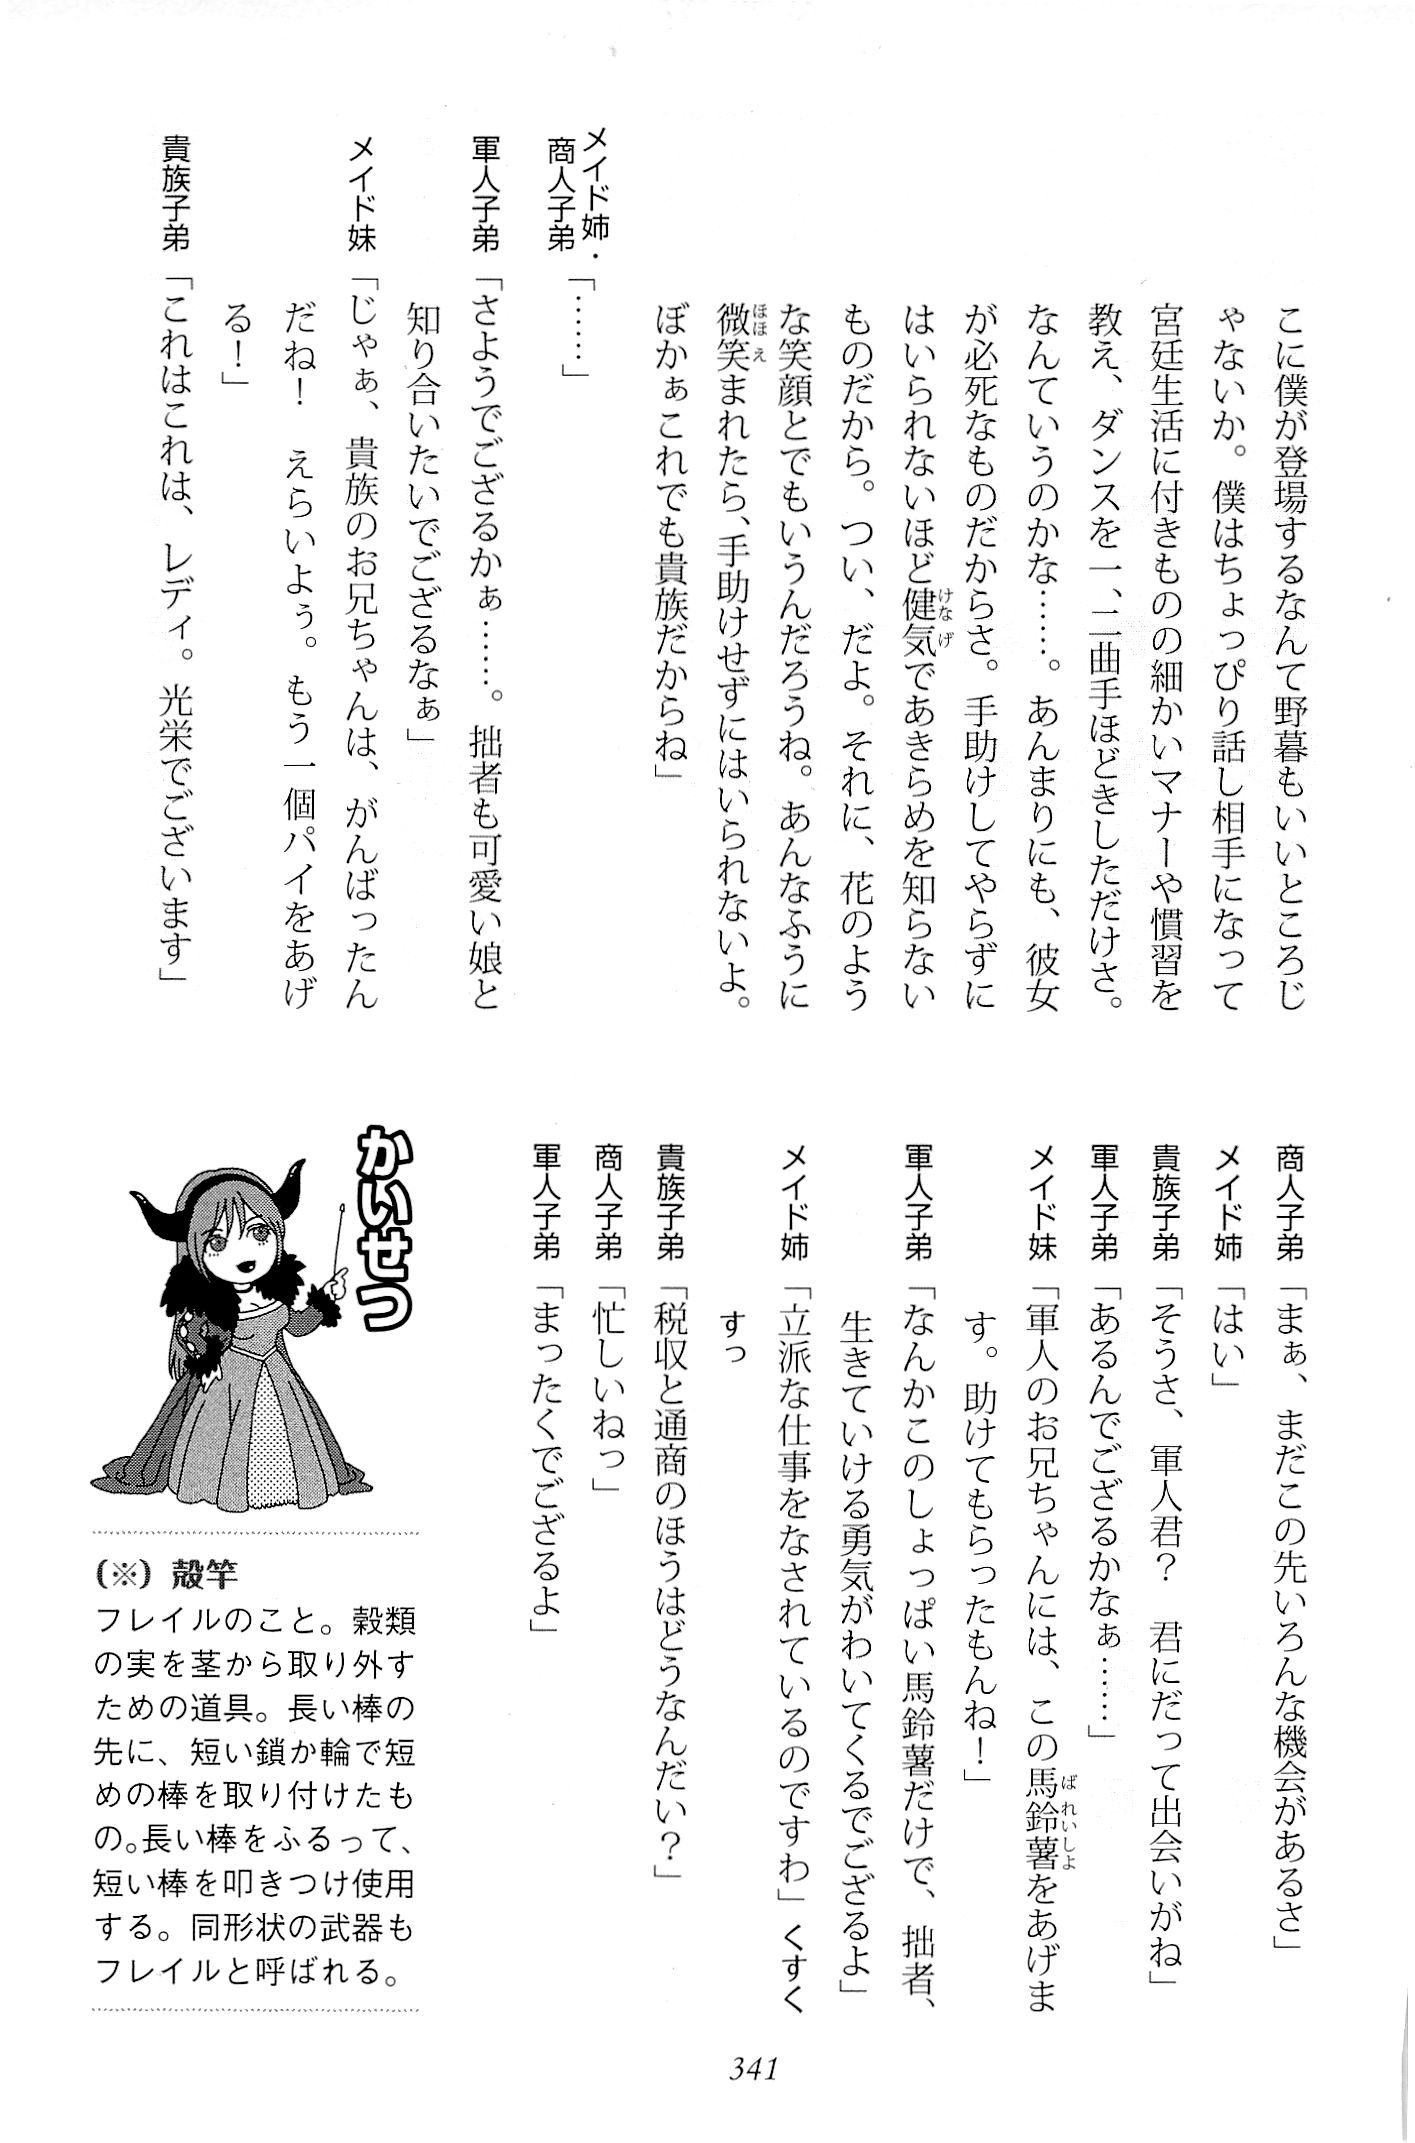 こに僕が登場するなんて野暮もいいところじ
ゃないか。僕はちょっぴり話し相手になって
宮廷生活に付きものの細かいマナーや慣習を
教え、ダンスを一、二曲手ほどきしただけさ。
なんていうのかな……。あんまりにも、彼女
が必死なものだからさ。手助けしてやらずに
はいられないほど健気であきらめを知らない
ものだから。つい、だよ。それに、花のよう
な笑顔とでもいうんだろうね。あんなふうに
微笑まれたら、手助けせずにはいられないよ。
ぼかぁこれでも貴族だからね」
メイド姉・商人子弟「……」
軍人子弟「さようでござるかぁ……。拙者も可愛い娘と
知り合いたいでござるなぁ」
メイド妹「じゃぁ、貴族のお兄ちゃんは、がんばったん
だね！　えらいよぅ。もう一個パイをあげ
る！」
貴族子弟「これはこれは、レディ。光栄でございます」
商人子弟「まぁ、まだこの先いろんな機会があるさ」
メイド姉「はい」
貴族子弟「そうさ、軍人君？　君にだって出会いがね」
軍人子弟「あるんでござるかなぁ……」
メイド妹「軍人のお兄ちゃんには、この馬鈴薯をあげま
す。助けてもらったもんね！」
軍人子弟「なんかこのしょっぱい馬鈴薯だけで、拙者、
生きていける勇気がわいてくるでござるよ」
メイド姉「立派な仕事をなされているのですわ」くすく
すっ
貴族子弟「税収と通商のほうはどうなんだい？」
商人子弟「忙しいねっ」
軍人子弟「まったくでござるよ」
かいせつ
(※) 殻竿
フレイルのこと。穀類
の実を茎から取り外す
ための道具。長い棒の
先に、短い鎖か輪で短
めの棒を取り付けたも
の。長い棒をふるって、
短い棒を叩きつけ使用
する。同形状の武器も
フレイルと呼ばれる。
341